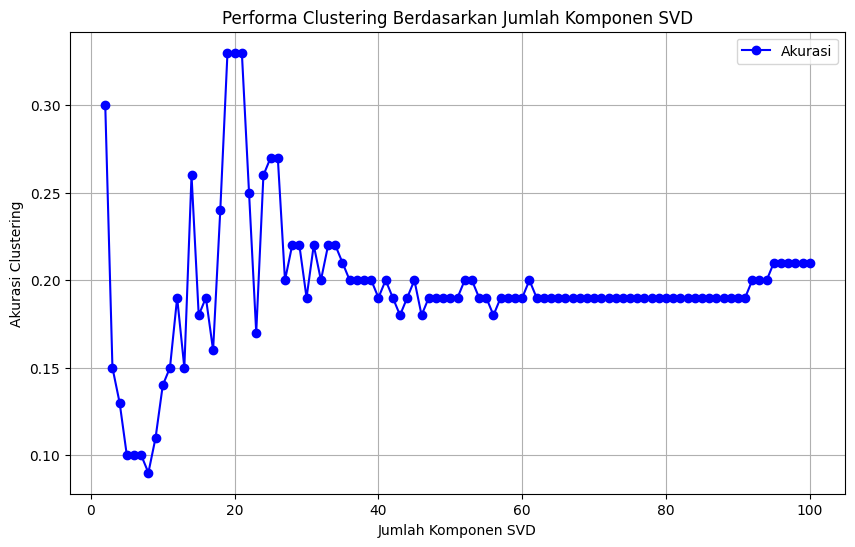 Performa Clustering Berdasarkan Jumlah Komponen SVD
Akurasi
0.30
0.25
0.20
0.15
0.10
Akurasi Clustering
0 20 40 60 80 100
Jumlah Komponen SVD